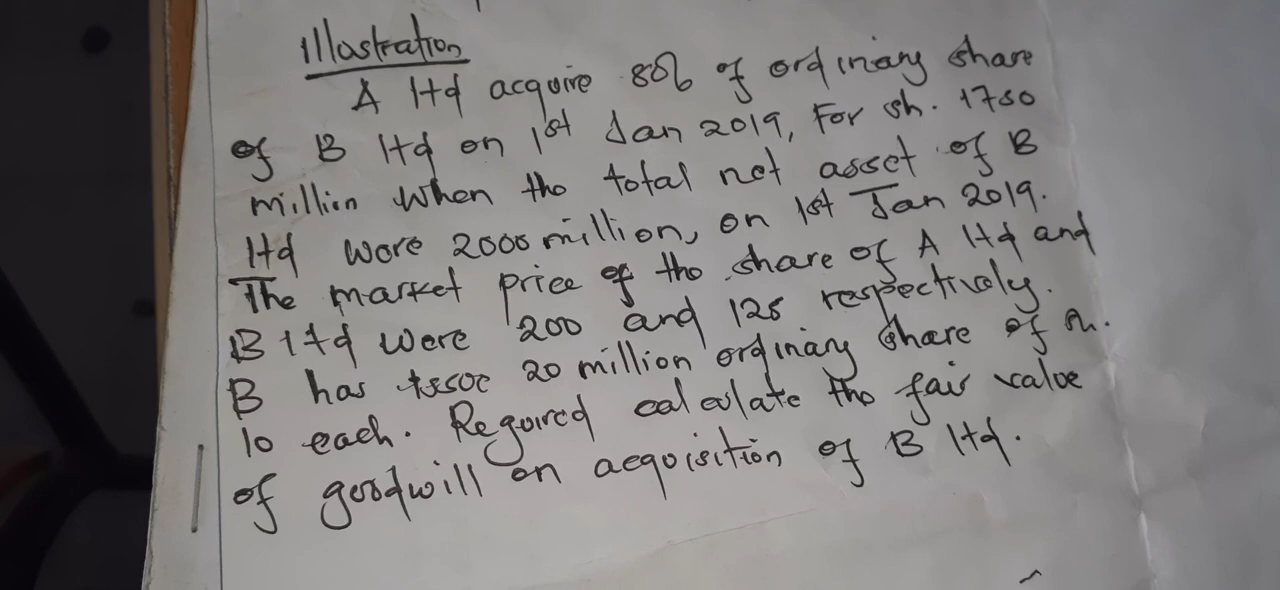 Illustration
A ltd acquire 80% of ordinary share
of B ltd on 1st Jan 2019, For sh. 1750
million when the total net asset of B
ltd were 2000 million, on 1st Jan 2019.
The market price of the share of A ltd and
B ltd were 200 and 125 respectively.
B has issue 20 million ordinary share of sh.
10 each. Required calculate the fair value
of goodwill on acquisition of B ltd.